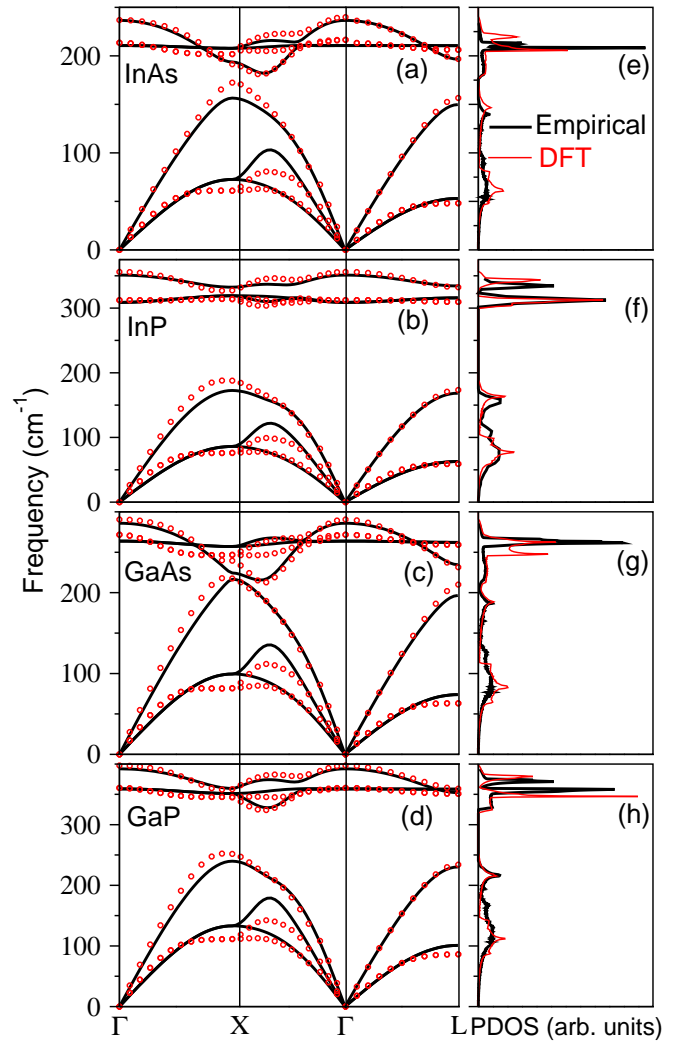 200
100
0
InAs
(a)
(e)
Empirical
DFT
300
200
100
0
InP
(b)
(f)
200
100
0
GaAs
(c)
(g)
300
200
100
0
GaP
(d)
(h)
Frequency (cm⁻¹)
Γ X Γ L
PDOS (arb. units)